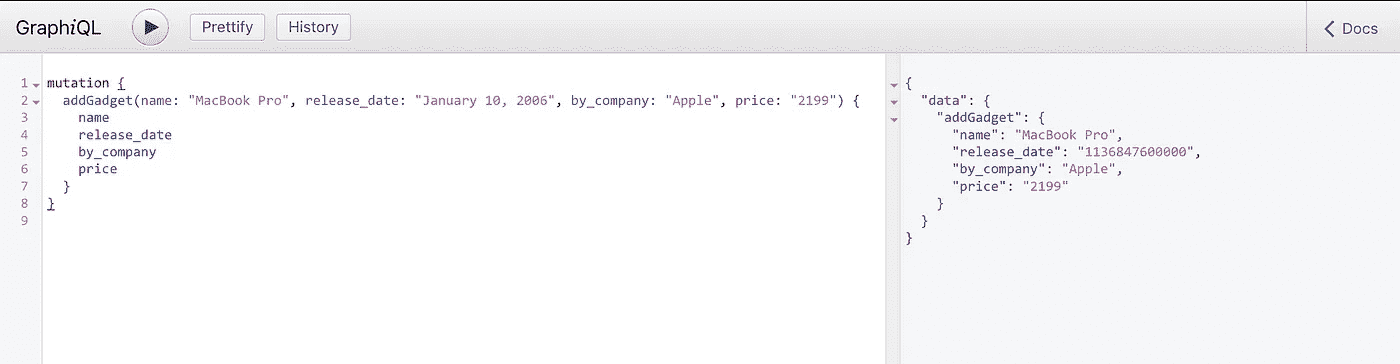 GraphiQL Prettify History Docs
1 mutation {
2 addGadget(name: "MacBook Pro", release_date: "January 10, 2006", by_company: "Apple", price: "2199") {
3 name
4 release_date
5 by_company
6 price
7 }
8 }
9
{
"data": {
"addGadget": {
"name": "MacBook Pro",
"release_date": "1136847600000",
"by_company": "Apple",
"price": "2199"
}
}
}